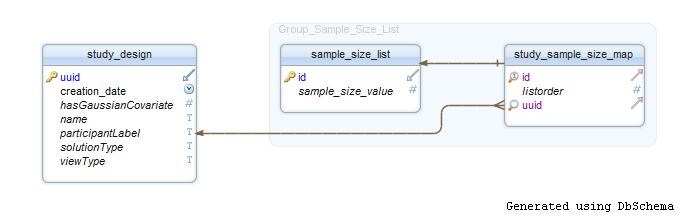 Group_Sample_Size_List
study_design
uuid
creation_date
hasGaussianCovariate #
name T
participantLabel T
solutionType T
viewType T
sample_size_list
id
sample_size_value #
study_sample_size_map
1 id
listorder #
uuid
Generated using DbSchema